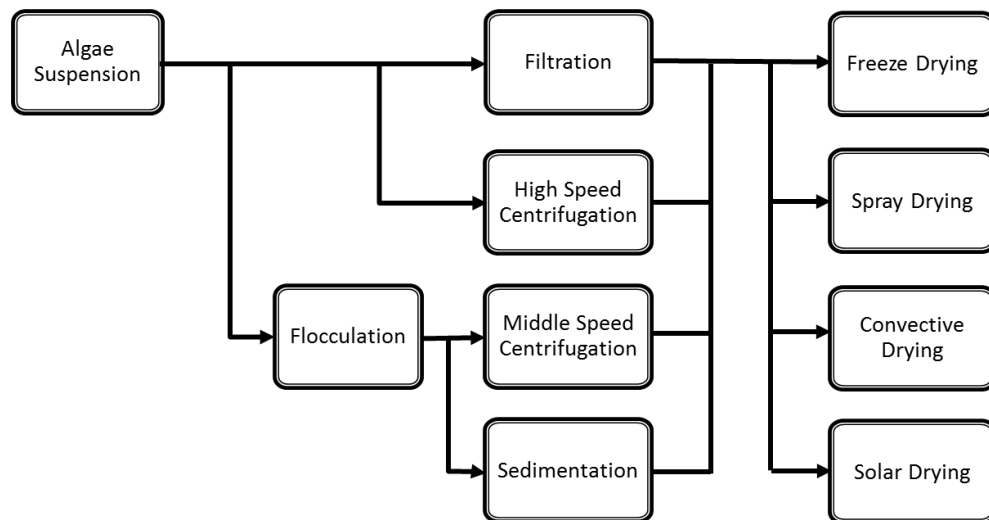 Algae
Suspension
Filtration
Freeze Drying
High Speed
Centrifugation
Spray Drying
Flocculation
Middle Speed
Centrifugation
Convective
Drying
Sedimentation
Solar Drying